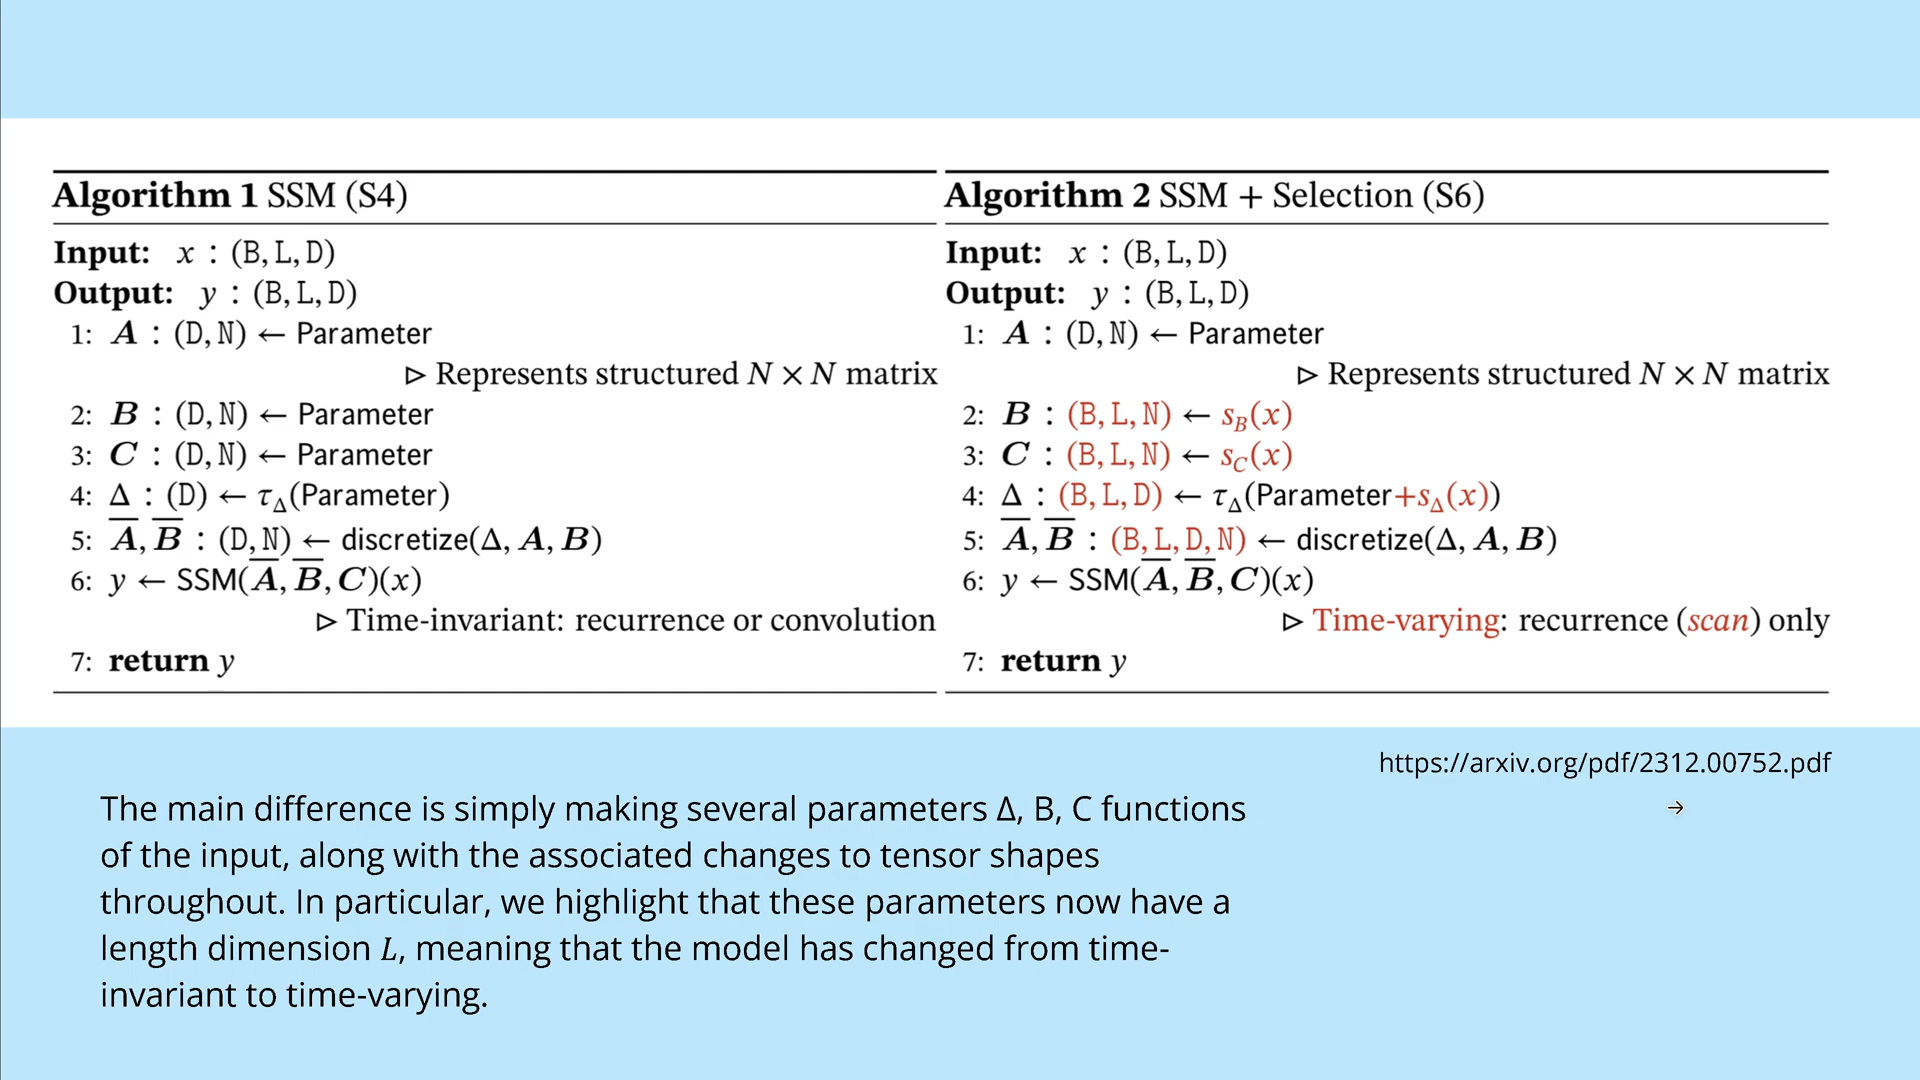 Algorithm 1 SSM (S4)
Input: x : (B, L, D)
Output: y : (B, L, D)
1: A : (D, N) ← Parameter
▷ Represents structured N × N matrix
2: B : (D, N) ← Parameter
3: C : (D, N) ← Parameter
4: Δ : (D) ← τ_Δ(Parameter)
5: A̅, B̅ : (D, N) ← discretize(Δ, A, B)
6: y ← SSM(A̅, B̅, C)(x)
▷ Time-invariant: recurrence or convolution
7: return y
Algorithm 2 SSM + Selection (S6)
Input: x : (B, L, D)
Output: y : (B, L, D)
1: A : (D, N) ← Parameter
▷ Represents structured N × N matrix
2: B : (B, L, N) ← s_B(x)
3: C : (B, L, N) ← s_C(x)
4: Δ : (B, L, D) ← τ_Δ(Parameter+s_Δ(x))
5: A̅, B̅ : (B, L, D, N) ← discretize(Δ, A, B)
6: y ← SSM(A̅, B̅, C)(x)
▷ Time-varying: recurrence (scan) only
7: return y
https://arxiv.org/pdf/2312.00752.pdf
The main difference is simply making several parameters Δ, B, C functions
of the input, along with the associated changes to tensor shapes
throughout. In particular, we highlight that these parameters now have a
length dimension L, meaning that the model has changed from time-
invariant to time-varying.